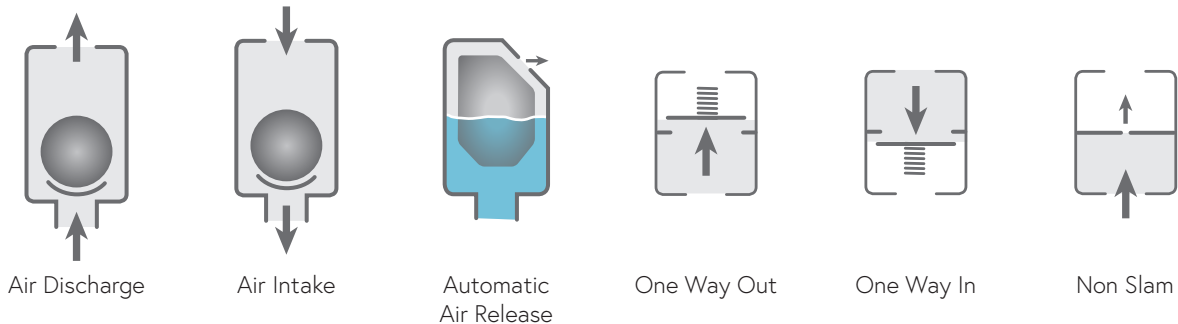 Air Discharge
Air Intake
Automatic
Air Release
One Way Out
One Way In
Non Slam